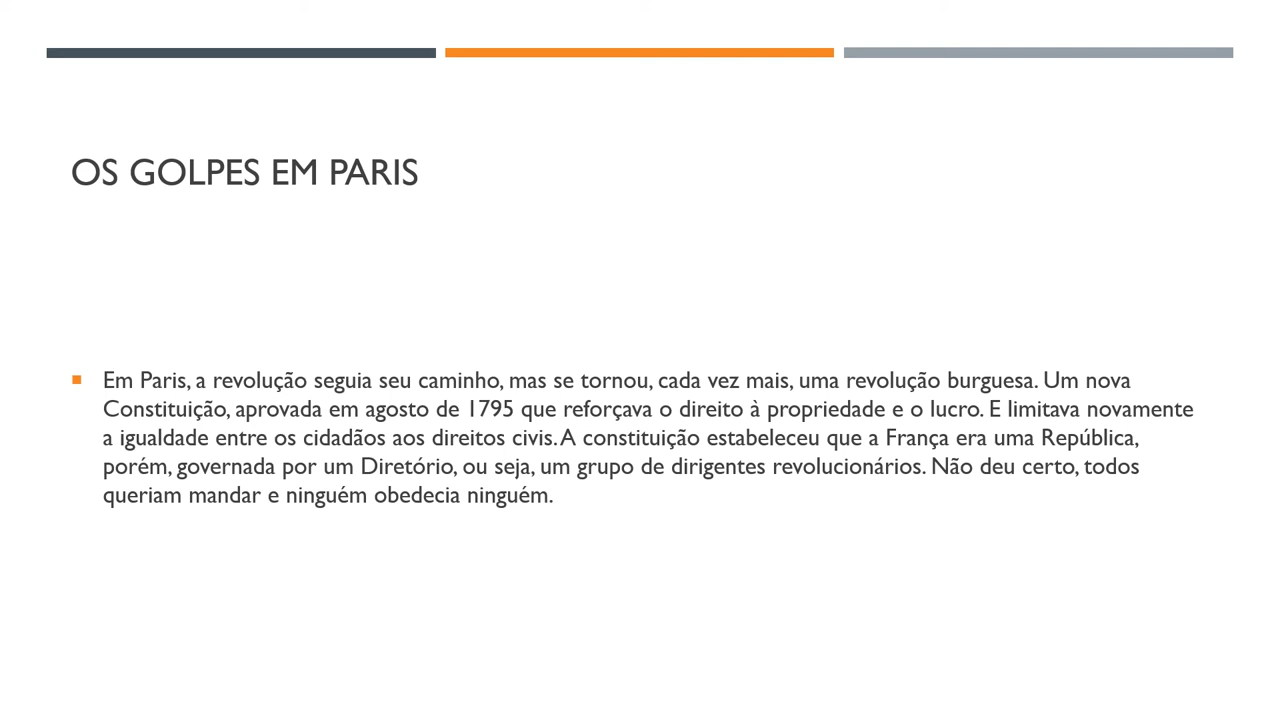 OS GOLPES EM PARIS
Em Paris, a revolução seguia seu caminho, mas se tornou, cada vez mais, uma revolução burguesa. Um nova
Constituição, aprovada em agosto de 1795 que reforçava o direito à propriedade e o lucro. E limitava novamente
a igualdade entre os cidadãos aos direitos civis. A constituição estabeleceu que a França era uma República,
porém, governada por um Diretório, ou seja, um grupo de dirigentes revolucionários. Não deu certo, todos
queriam mandar e ninguém obedecia ninguém.